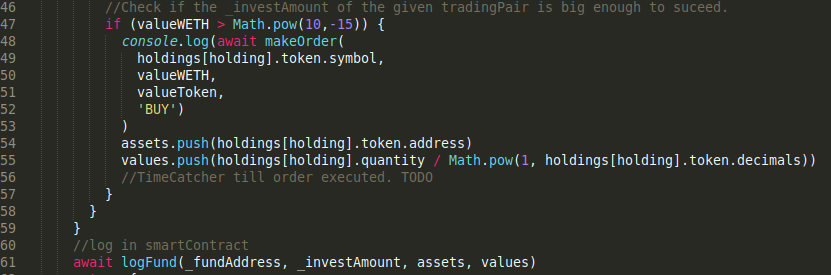 46 //Check if the _investAmount of the given tradingPair is big enough to suceed.
47 if (valueWETH > Math.pow(10,-15)) {
48 console.log(await makeOrder(
49 holdings[holding].token.symbol,
50 valueWETH,
51 valueToken,
52 'BUY')
53 )
54 assets.push(holdings[holding].token.address)
55 values.push(holdings[holding].quantity / Math.pow(1, holdings[holding].token.decimals))
56 //TimeCatcher till order executed. TODO
57 }
58 }
59 }
60 //log in smartContract
61 await logFund(_fundAddress, _investAmount, assets, values)